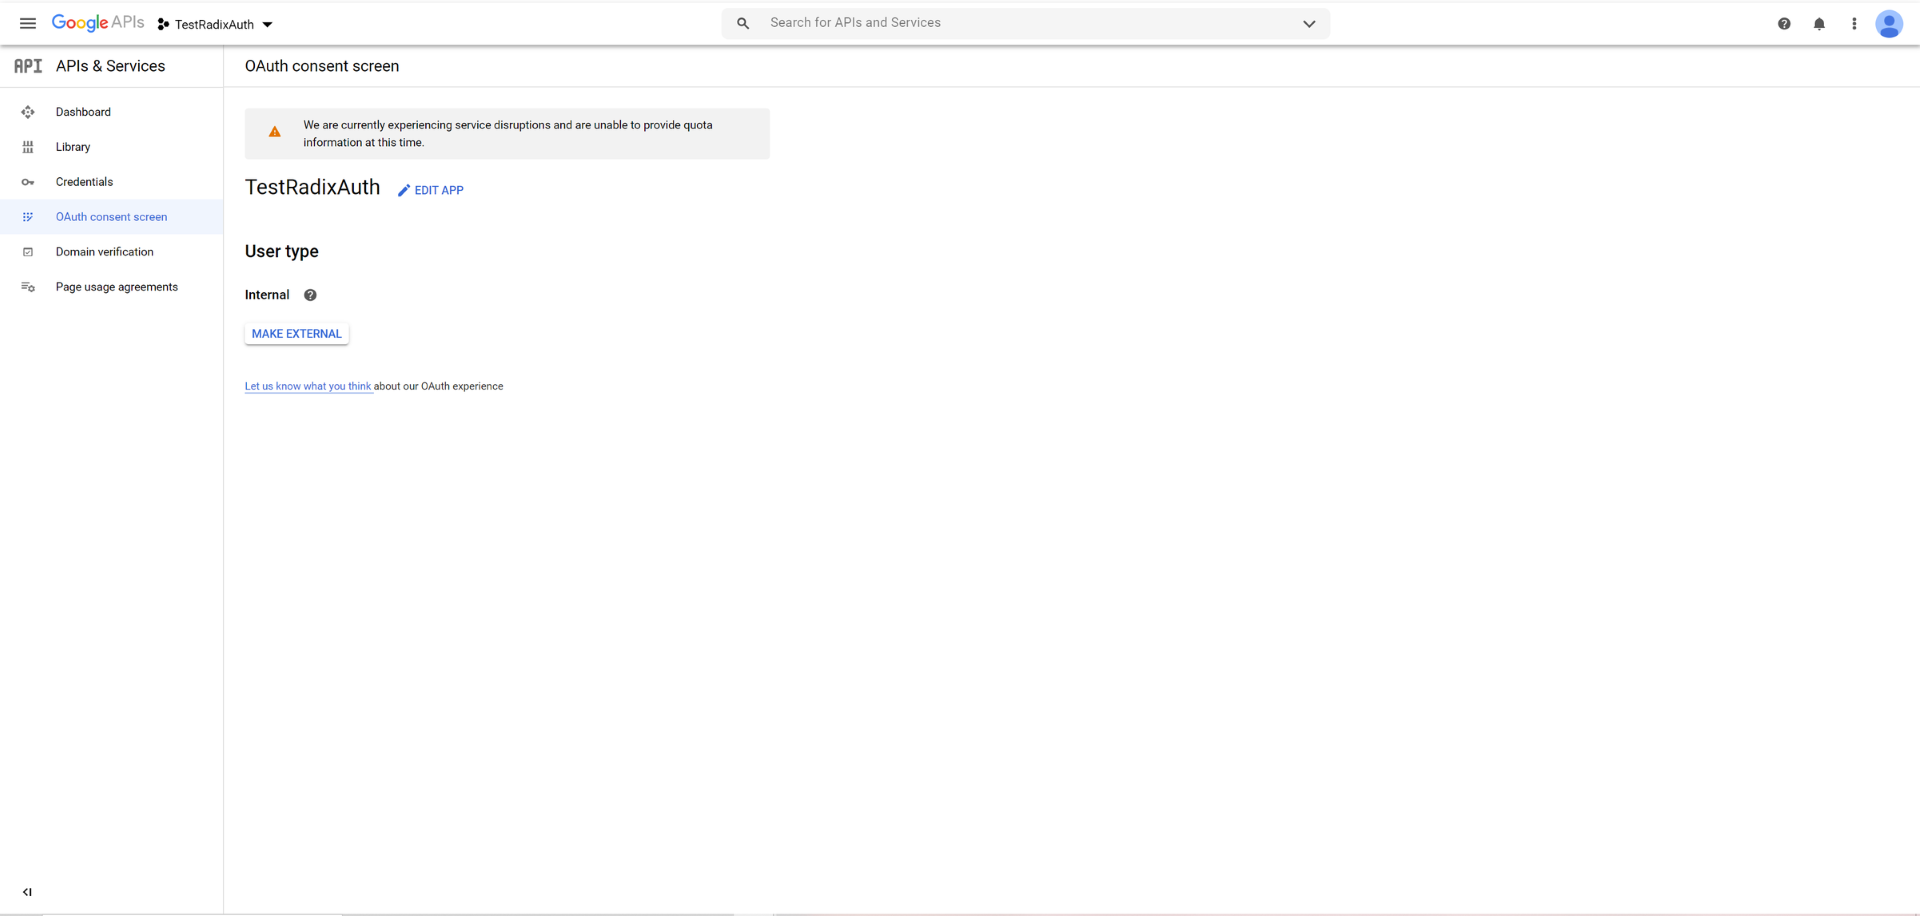 Google APIs
TestRadixAuth
Search for APIs and Services
API APIs & Services
OAuth consent screen
Dashboard
Library
Credentials
OAuth consent screen
Domain verification
Page usage agreements
We are currently experiencing service disruptions and are unable to provide quota
information at this time.
TestRadixAuth
EDIT APP
User type
Internal
MAKE EXTERNAL
Let us know what you think about our OAuth experience